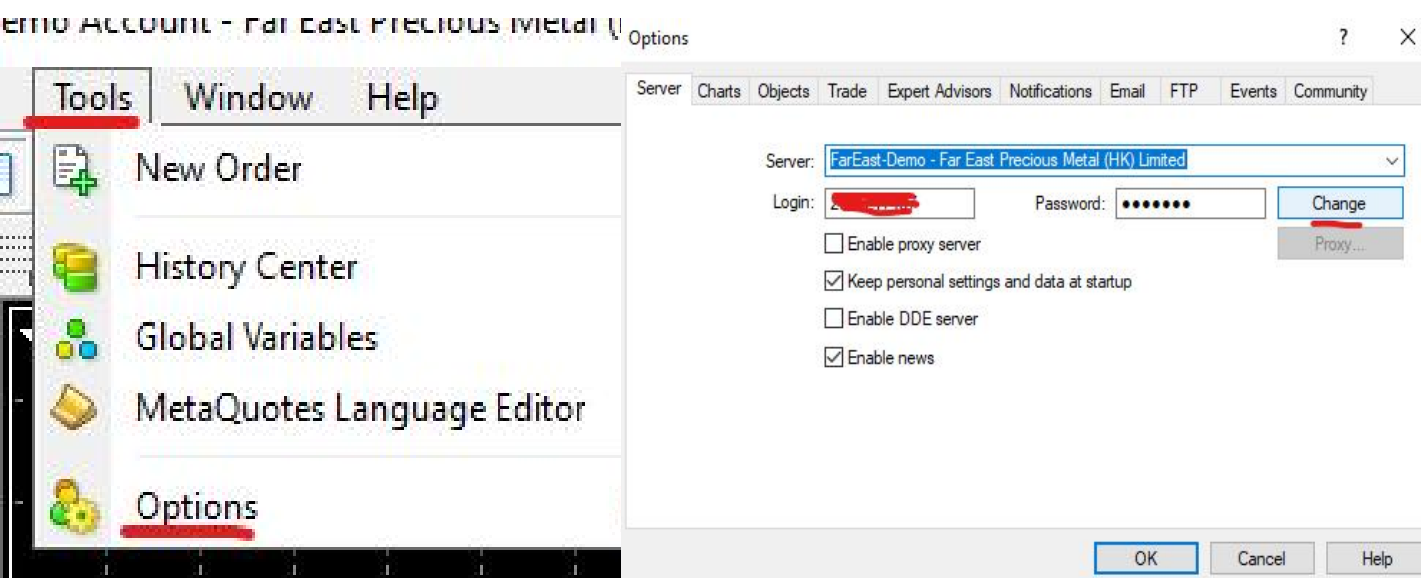 emo Account - Far East Precious Metal (
Tools Window Help
New Order
History Center
Global Variables
MetaQuotes Language Editor
Options
Options ? ×
Server Charts Objects Trade Expert Advisors Notifications Email FTP Events Community
Server: FarEast-Demo - Far East Precious Metal (HK) Limited
Login: Password: ••••••• Change
Enable proxy server Proxy...
Keep personal settings and data at startup
Enable DDE server
Enable news
OK Cancel Help